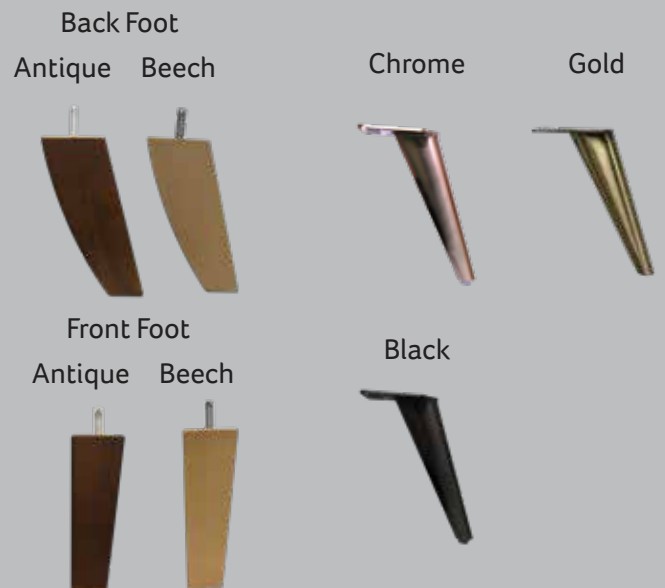 Back Foot
Antique Beech
Chrome Gold
Front Foot
Antique Beech
Black